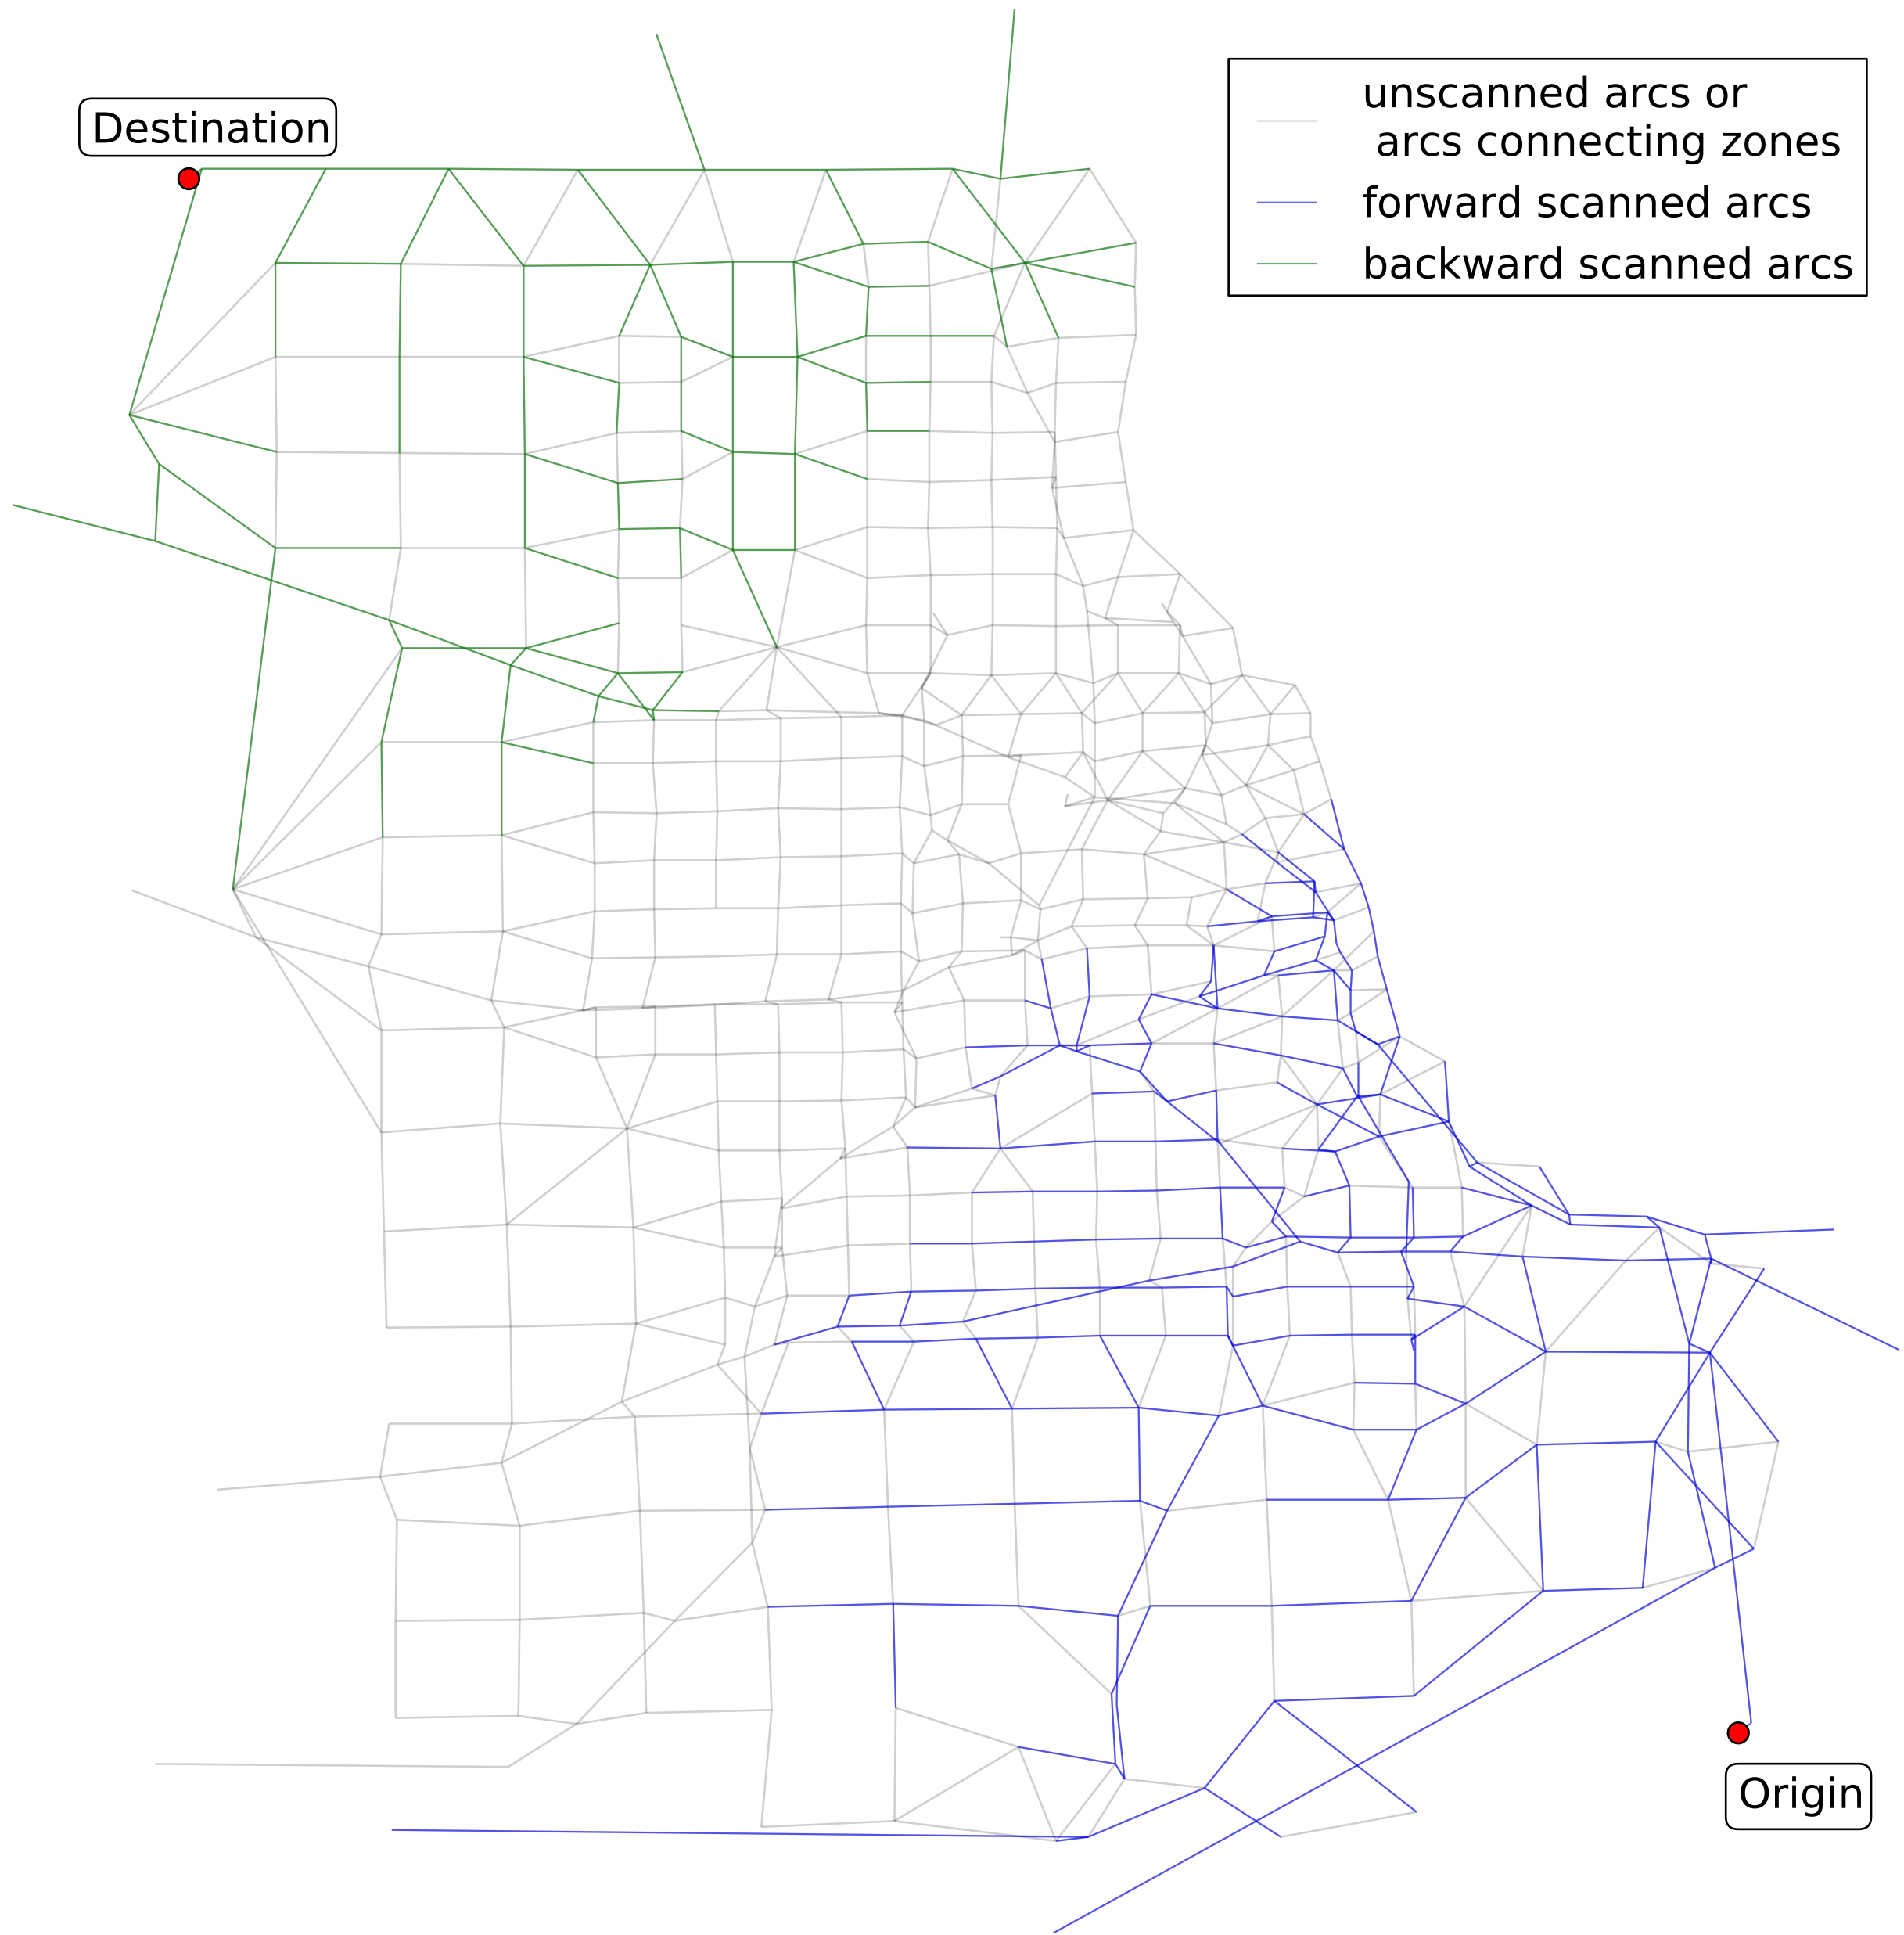 Destination
unscanned arcs or
arcs connecting zones
forward scanned arcs
backward scanned arcs
Origin